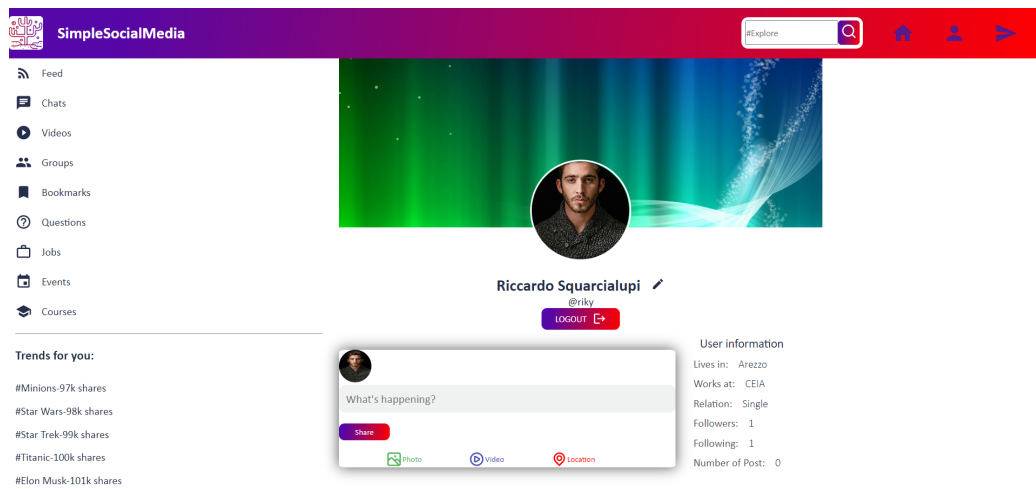 SimpleSocialMedia
#Explore
Feed
Chats
Videos
Groups
Bookmarks
Questions
Jobs
Events
Courses
Trends for you:
#Minions-97k shares
#Star Wars-98k shares
#Star Trek-99k shares
#Titanic-100k shares
#Elon Musk-101k shares
Riccardo Squarcialupi
@riky
LOGOUT
What's happening?
Share
Photo Video Location
User information
Lives in: Arezzo
Works at: CEIA
Relation: Single
Followers: 1
Following: 1
Number of Post: 0